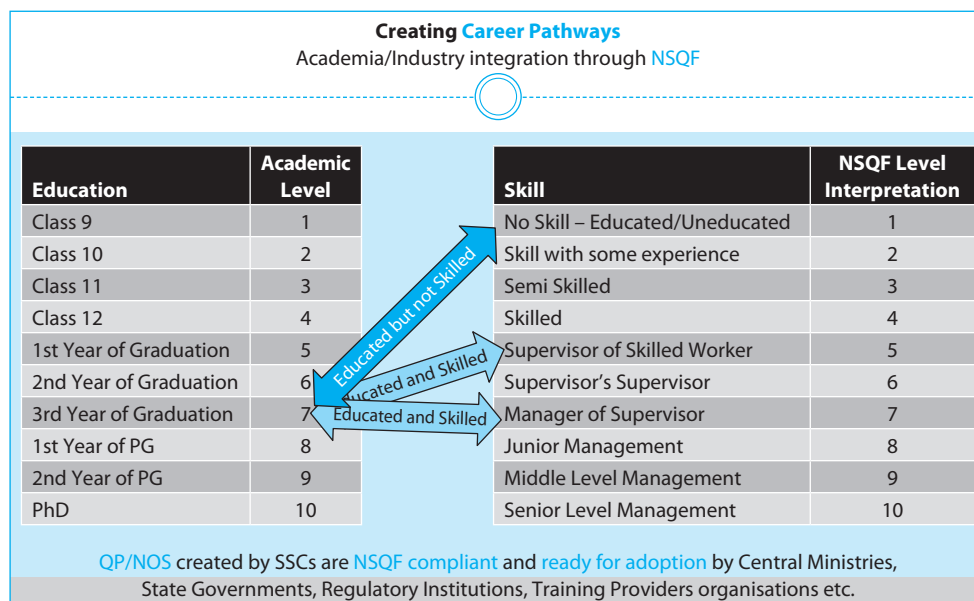 Creating Career Pathways
Academia/Industry integration through NSQF
Education Academic Level
Class 9 1
Class 10 2
Class 11 3
Class 12 4
1st Year of Graduation 5
2nd Year of Graduation 6
3rd Year of Graduation 7
1st Year of PG 8
2nd Year of PG 9
PhD 10
Educated but not Skilled
Educated and Skilled
Educated and Skilled
Skill NSQF Level Interpretation
No Skill – Educated/Uneducated 1
Skill with some experience 2
Semi Skilled 3
Skilled 4
Supervisor of Skilled Worker 5
Supervisor's Supervisor 6
Manager of Supervisor 7
Junior Management 8
Middle Level Management 9
Senior Level Management 10
QP/NOS created by SSCs are NSQF compliant and ready for adoption by Central Ministries,
State Governments, Regulatory Institutions, Training Providers organisations etc.